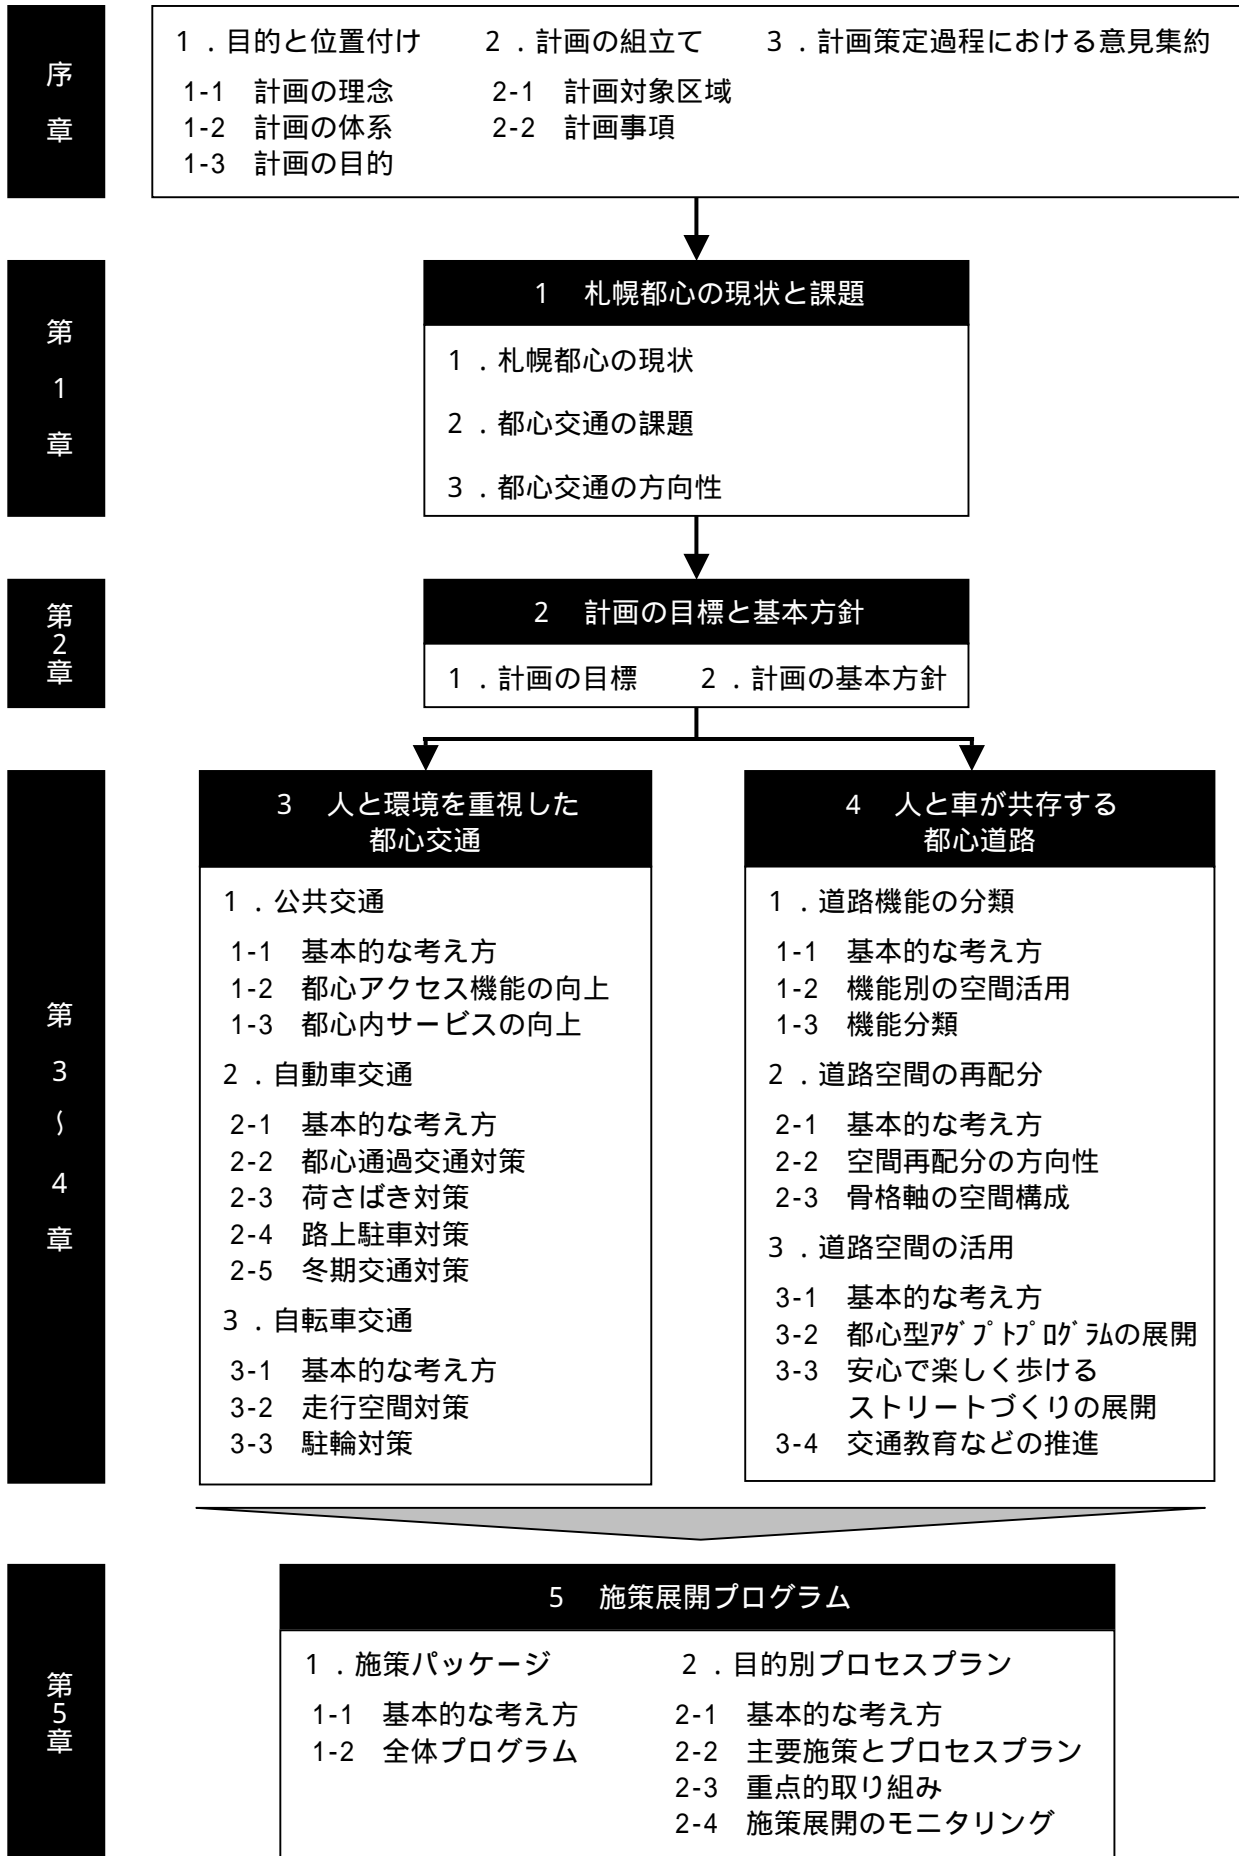 序章
1．目的と位置付け　2．計画の組立て　3．計画策定過程における意見集約
1-1　計画の理念
1-2　計画の体系
1-3　計画の目的
2-1　計画対象区域
2-2　計画事項
第1章
1　札幌都心の現状と課題
1．札幌都心の現状
2．都心交通の課題
3．都心交通の方向性
第2章
2　計画の目標と基本方針
1．計画の目標　2．計画の基本方針
第3～4章
3　人と環境を重視した
都心交通
1．公共交通
1-1　基本的な考え方
1-2　都心アクセス機能の向上
1-3　都心内サービスの向上
2．自動車交通
2-1　基本的な考え方
2-2　都心通過交通対策
2-3　荷さばき対策
2-4　路上駐車対策
2-5　冬期交通対策
3．自転車交通
3-1　基本的な考え方
3-2　走行空間対策
3-3　駐輪対策
4　人と車が共存する
都心道路
1．道路機能の分類
1-1　基本的な考え方
1-2　機能別の空間活用
1-3　機能分類
2．道路空間の再配分
2-1　基本的な考え方
2-2　空間再配分の方向性
2-3　骨格軸の空間構成
3．道路空間の活用
3-1　基本的な考え方
3-2　都心型ｱﾀﾞﾌﾟﾄﾌﾟﾛｸﾞﾗﾑの展開
3-3　安心で楽しく歩ける
ストリートづくりの展開
3-4　交通教育などの推進
第5章
5　施策展開プログラム
1．施策パッケージ
1-1　基本的な考え方
1-2　全体プログラム
2．目的別プロセスプラン
2-1　基本的な考え方
2-2　主要施策とプロセスプラン
2-3　重点的取り組み
2-4　施策展開のモニタリング